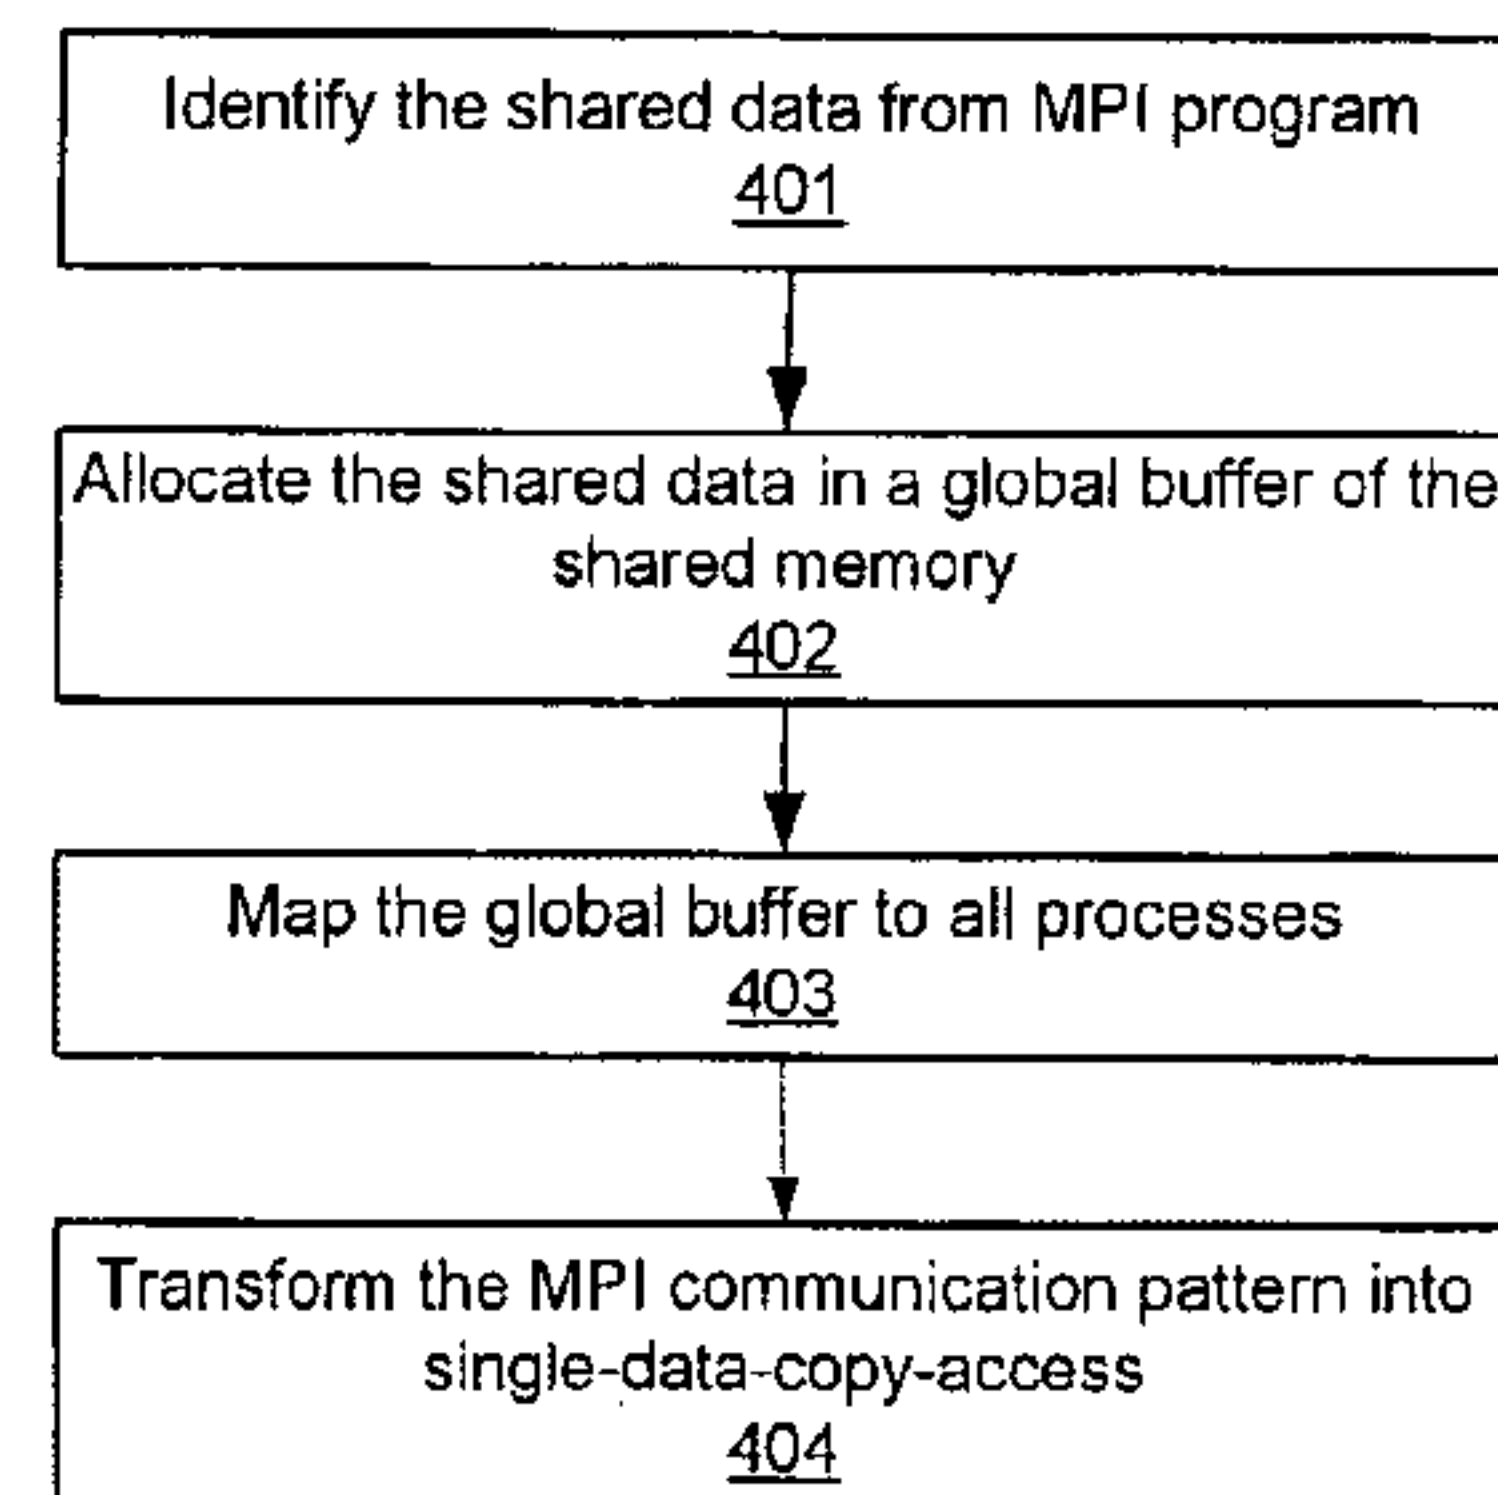 Identify the shared data from MPI program
401
Allocate the shared data in a global buffer of the
shared memory
402
Map the global buffer to all processes
403
Transform the MPI communication pattern into
single-data-copy-access
404